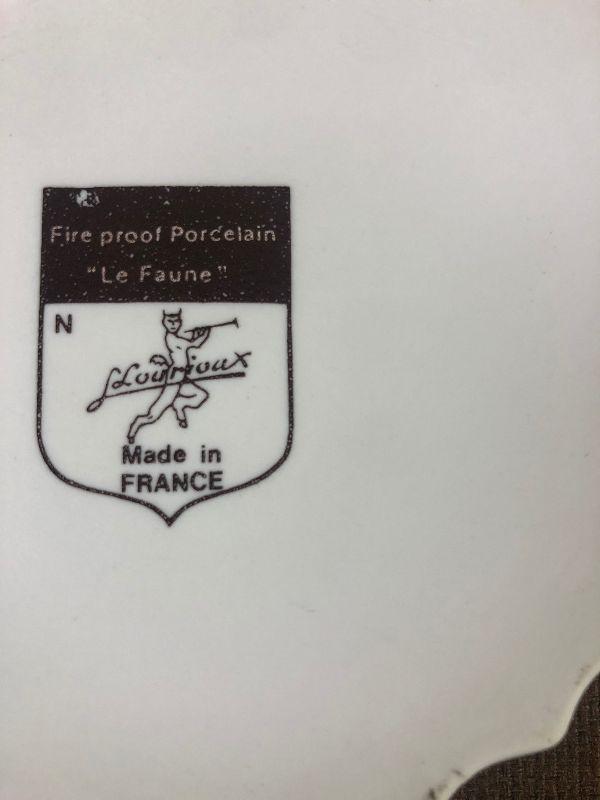 Fire proof Porcelain
"Le Faune"
N
L Lourioux
Made in
FRANCE